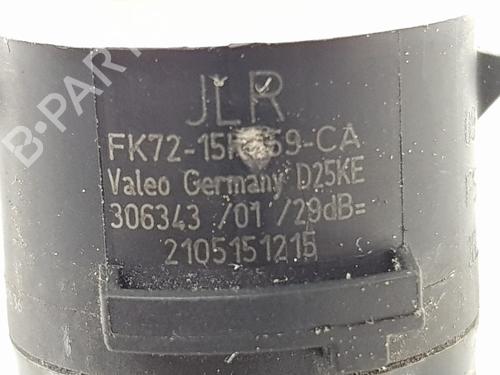 JLR
Valeo Germany D25KE
306343 /01 /29dB=
2105151215